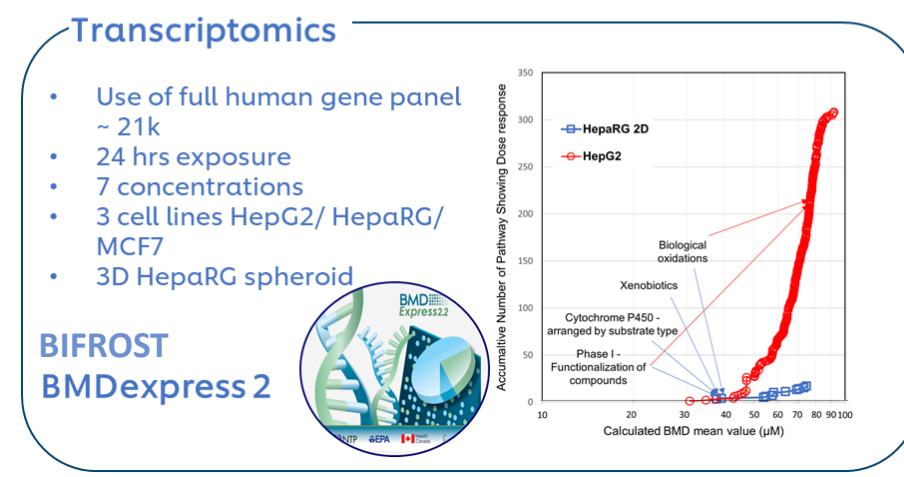 Transcriptomics
• Use of full human gene panel
~ 21k
• 24 hrs exposure
• 7 concentrations
• 3 cell lines HepG2/ HepaRG/
MCF7
• 3D HepaRG spheroid
BIFROST
BMDexpress 2
BMD
Express2.2
NTP EPA Health
Canada
Accumaltive Number of Pathway Showing Dose response
350
300
250
200
150
100
50
0
HepaRG 2D
HepG2
Biological
oxidations
Xenobiotics
Cytochrome P450 -
arranged by substrate type
Phase I -
Functionalization of
compounds
10 20 30 40 50 60 70 80 90 100
Calculated BMD mean value (µM)